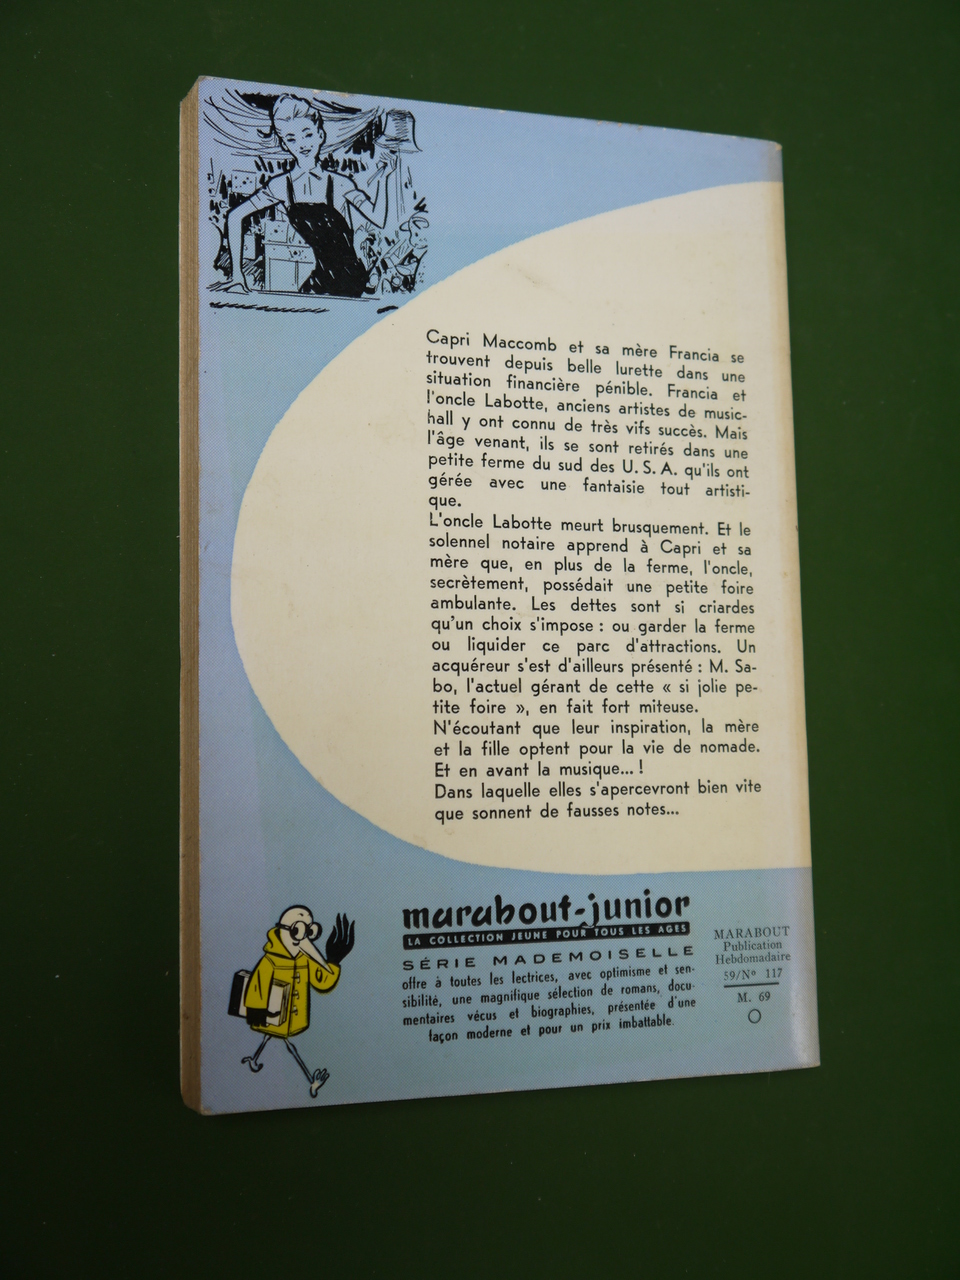 Capri Maccomb et sa mère Francia se
trouvent depuis belle lurette dans une
situation financière pénible. Francia et
l'oncle Labotte, anciens artistes de music-
hall y ont connu de très vifs succès. Mais
l'âge venant, ils se sont retirés dans une
petite ferme du sud des U.S.A. qu'ils ont
gérée avec une fantaisie tout artisti-
que.
L'oncle Labotte meurt brusquement. Et le
solennel notaire apprend à Capri et sa
mère que, en plus de la ferme, l'oncle,
secrètement, possédait une petite foire
ambulante. Les dettes sont si criardes
qu'un choix s'impose : ou garder la ferme
ou liquider ce parc d'attractions. Un
acquéreur s'est d'ailleurs présenté : M. Sa-
bo, l'actuel gérant de cette « si jolie pe-
tite foire », en fait fort miteuse.
N'écoutant que leur inspiration, la mère
et la fille optent pour la vie de nomade.
Et en avant la musique... !
Dans laquelle elles s'apercevront bien vite
que sonnent de fausses notes...
marabout-junior
LA COLLECTION JEUNE POUR TOUS LES AGES
SÉRIE MADEMOISELLE
offre à toutes les lectrices, avec optimisme et sen-
sibilité, une magnifique sélection de romans, docu-
mentaires vécus et biographies, présentée d'une
façon moderne et pour un prix imbattable.
MARABOUT
Publication
Hebdomadaire
59/Nº 117
M. 69